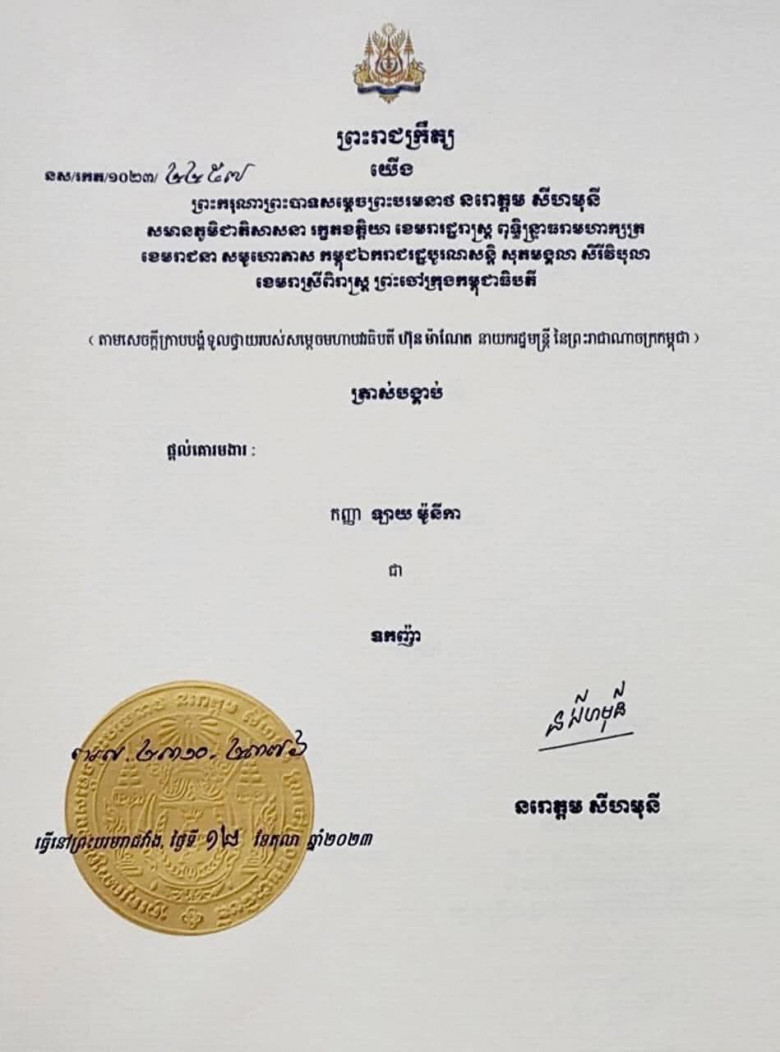 ព្រះរាជក្រឹត្យ
នស/រកត/១០២៣/ ២២៥៧
យើង
ព្រះករុណាព្រះបាទសម្តេចព្រះបរមនាថ នរោត្តម សីហមុនី
សមានភូមិជាតិសាសនា រក្ខតខត្តិយា ខេមរារដ្ឋរាស្ត្រ ពុទ្ធិន្ទ្រាធរាមហាក្សត្រ
ខេមរាជនា សមូហោភាស កម្ពុជឯករាជរដ្ឋបូរណសន្តិ សុភមង្គលា សិរីវិបុលា
ខេមរាស្រីពិរាស្ត្រ ព្រះចៅក្រុងកម្ពុជាធិបតី
( តាមសេចក្តីក្រាបបង្គំទូលថ្វាយរបស់សម្តេចមហាបវរធិបតី ហ៊ុន ម៉ាណែត នាយករដ្ឋមន្ត្រី នៃព្រះរាជាណាចក្រកម្ពុជា )
ត្រាស់បង្គាប់
ផ្តល់គោរមងារ :
កញ្ញា ឡាយ ម៉ូនីកា
ជា
ឧកញ៉ា
នរោត្តម សីហមុនី
ធ្វើនៅព្រះបរមរាជវាំង, ថ្ងៃទី ១៨ ខែតុលា ឆ្នាំ២០២៣